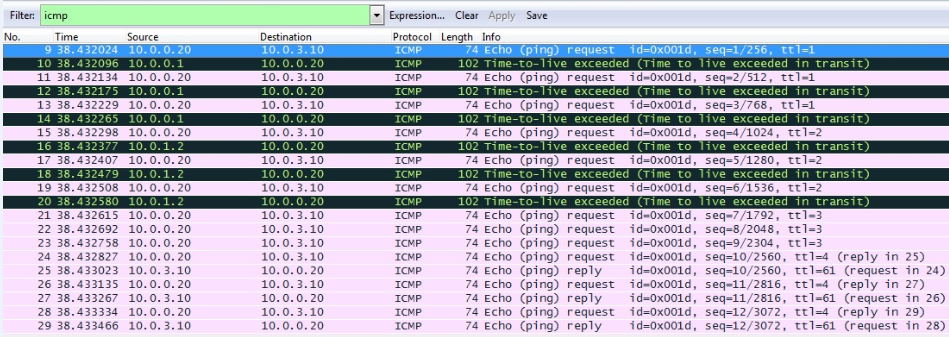 Filter: icmp Expression... Clear Apply Save
No. Time Source Destination Protocol Length Info
9 38.432024 10.0.0.20 10.0.3.10 ICMP 74 Echo (ping) request id=0x001d, seq=1/256, ttl=1
10 38.432096 10.0.0.1 10.0.0.20 ICMP 102 Time-to-live exceeded (Time to live exceeded in transit)
11 38.432134 10.0.0.20 10.0.3.10 ICMP 74 Echo (ping) request id=0x001d, seq=2/512, ttl=1
12 38.432175 10.0.0.1 10.0.0.20 ICMP 102 Time-to-live exceeded (Time to live exceeded in transit)
13 38.432229 10.0.0.20 10.0.3.10 ICMP 74 Echo (ping) request id=0x001d, seq=3/768, ttl=1
14 38.432265 10.0.0.1 10.0.0.20 ICMP 102 Time-to-live exceeded (Time to live exceeded in transit)
15 38.432298 10.0.0.20 10.0.3.10 ICMP 74 Echo (ping) request id=0x001d, seq=4/1024, ttl=2
16 38.432377 10.0.1.2 10.0.0.20 ICMP 102 Time-to-live exceeded (Time to live exceeded in transit)
17 38.432407 10.0.0.20 10.0.3.10 ICMP 74 Echo (ping) request id=0x001d, seq=5/1280, ttl=2
18 38.432479 10.0.1.2 10.0.0.20 ICMP 102 Time-to-live exceeded (Time to live exceeded in transit)
19 38.432508 10.0.0.20 10.0.3.10 ICMP 74 Echo (ping) request id=0x001d, seq=6/1536, ttl=2
20 38.432580 10.0.1.2 10.0.0.20 ICMP 102 Time-to-live exceeded (Time to live exceeded in transit)
21 38.432615 10.0.0.20 10.0.3.10 ICMP 74 Echo (ping) request id=0x001d, seq=7/1792, ttl=3
22 38.432692 10.0.0.20 10.0.3.10 ICMP 74 Echo (ping) request id=0x001d, seq=8/2048, ttl=3
23 38.432758 10.0.0.20 10.0.3.10 ICMP 74 Echo (ping) request id=0x001d, seq=9/2304, ttl=3
24 38.432827 10.0.0.20 10.0.3.10 ICMP 74 Echo (ping) request id=0x001d, seq=10/2560, ttl=4 (reply in 25)
25 38.433023 10.0.3.10 10.0.0.20 ICMP 74 Echo (ping) reply id=0x001d, seq=10/2560, ttl=61 (request in 24)
26 38.433135 10.0.0.20 10.0.3.10 ICMP 74 Echo (ping) request id=0x001d, seq=11/2816, ttl=4 (reply in 27)
27 38.433267 10.0.3.10 10.0.0.20 ICMP 74 Echo (ping) reply id=0x001d, seq=11/2816, ttl=61 (request in 26)
28 38.433334 10.0.0.20 10.0.3.10 ICMP 74 Echo (ping) request id=0x001d, seq=12/3072, ttl=4 (reply in 29)
29 38.433466 10.0.3.10 10.0.0.20 ICMP 74 Echo (ping) reply id=0x001d, seq=12/3072, ttl=61 (request in 28)